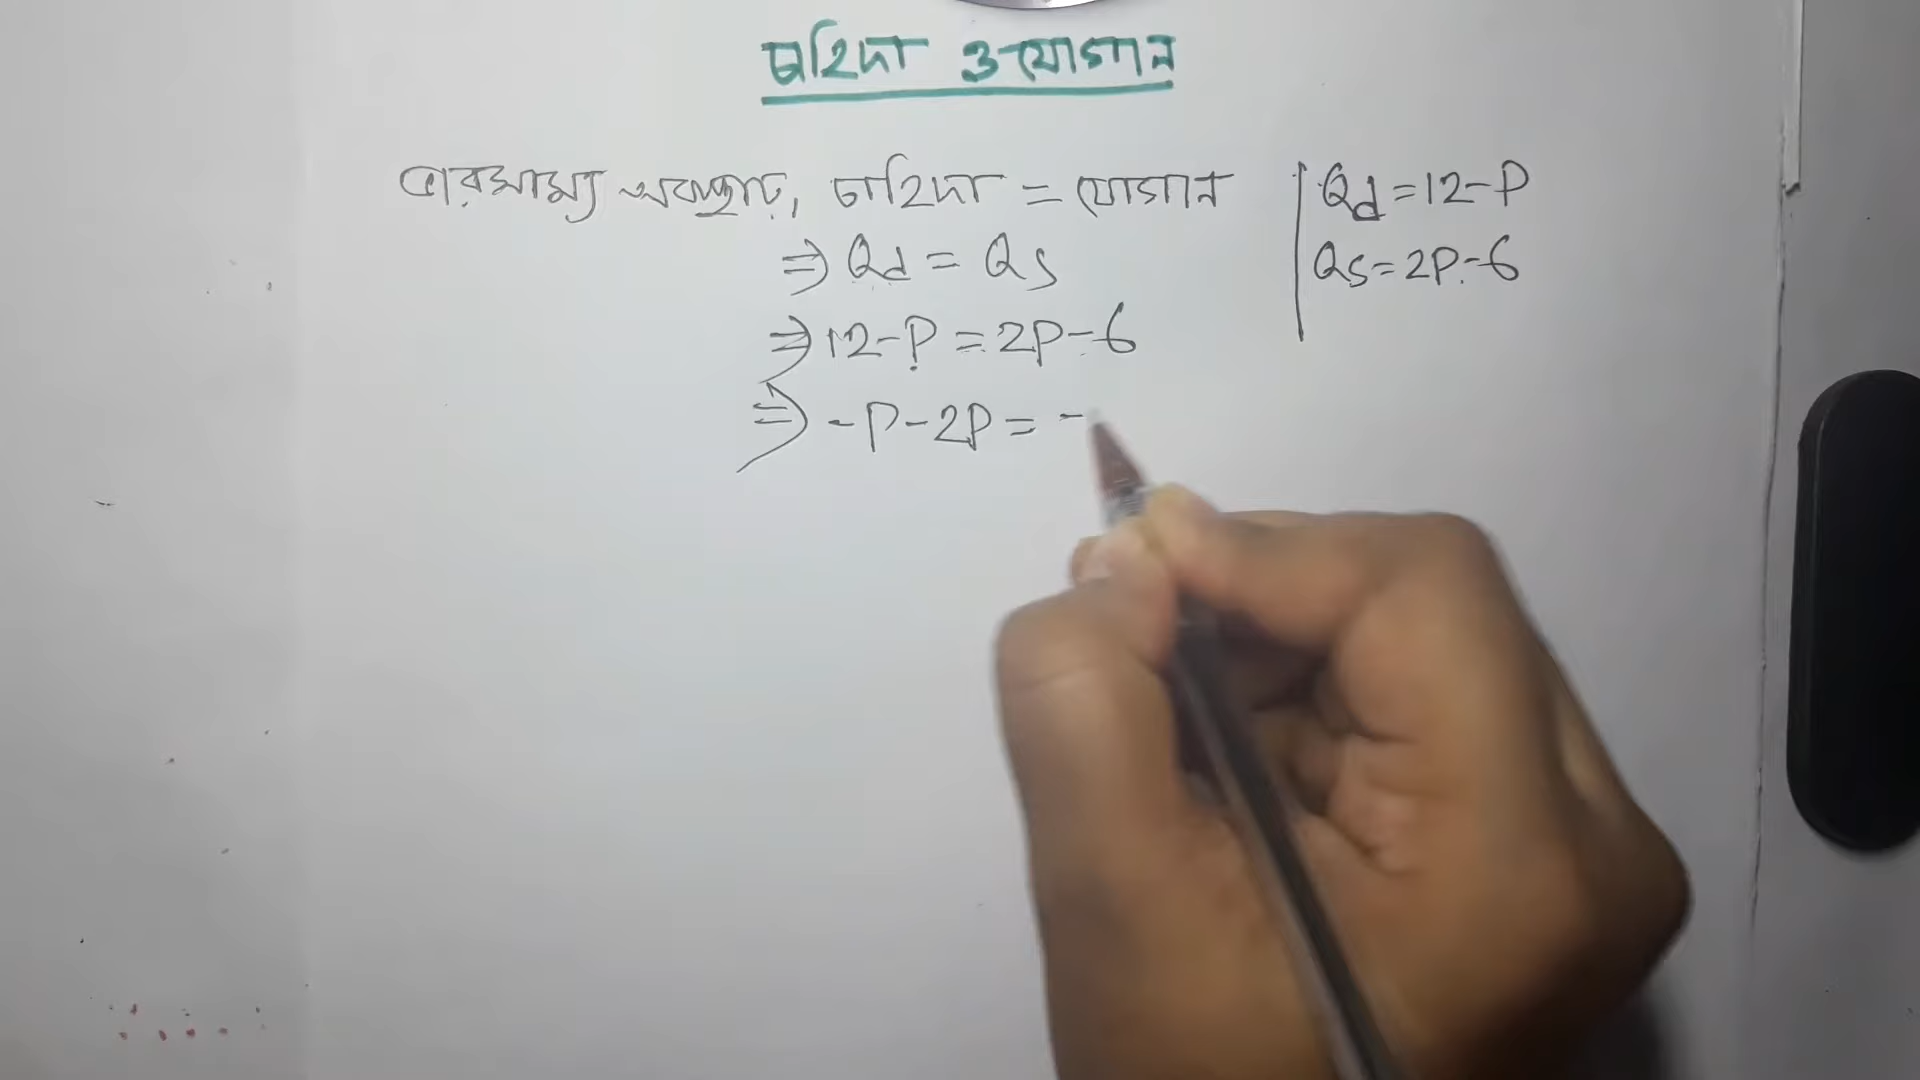 চাহিদা ও যোগান
ভারসাম্য অবস্থায়, চাহিদা = যোগান
⇒ Qd = Qs
⇒ 12-P = 2P-6
⇒ -P-2P = -
Qd = 12-P
Qs = 2P-6